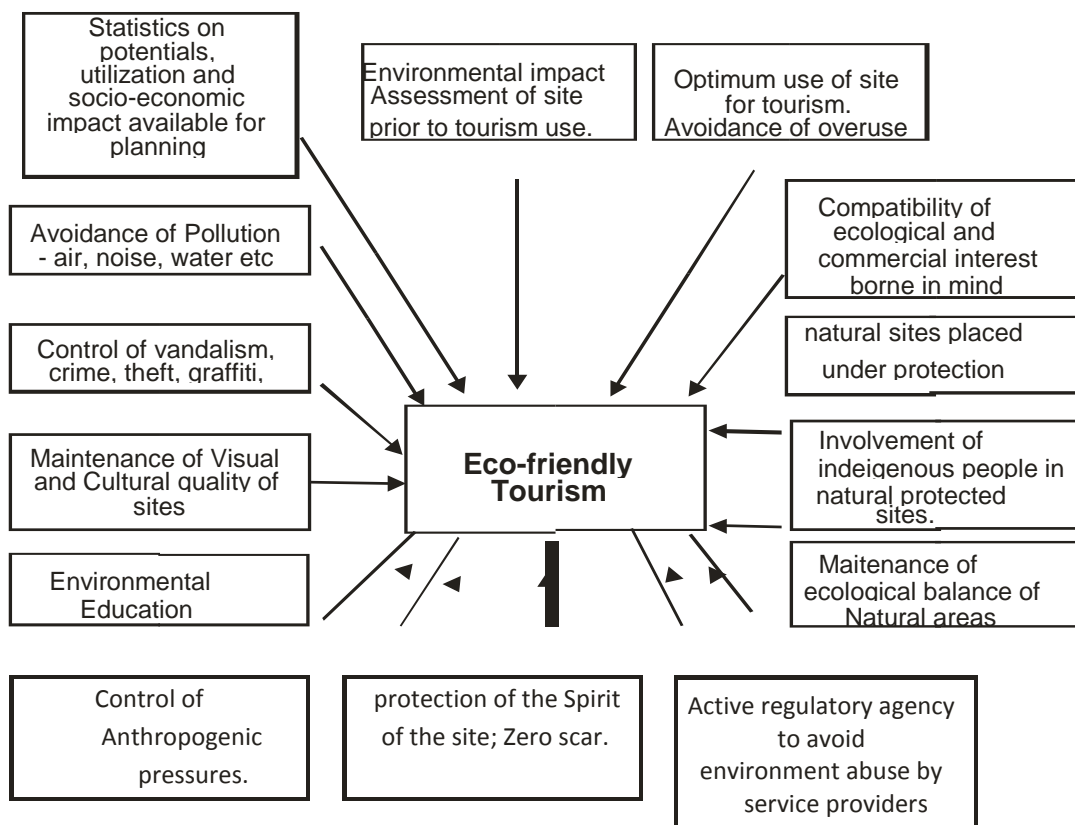 Statistics on
potentials,
utilization and
socio-economic
impact available for
planning
Environmental impact
Assessment of site
prior to tourism use.
Optimum use of site
for tourism.
Avoidance of overuse
Avoidance of Pollution
- air, noise, water etc
Compatibility of
ecological and
commercial interest
borne in mind
Control of vandalism,
crime, theft, graffiti,
natural sites placed
under protection
Eco-friendly
Tourism
Maintenance of Visual
and Cultural quality of
sites
Involvement of
indeigenous people in
natural protected
sites.
Environmental
Education
Maitenance of
ecological balance of
Natural areas
Control of
Anthropogenic
pressures.
protection of the Spirit
of the site; Zero scar.
Active regulatory agency
to avoid
environment abuse by
service providers